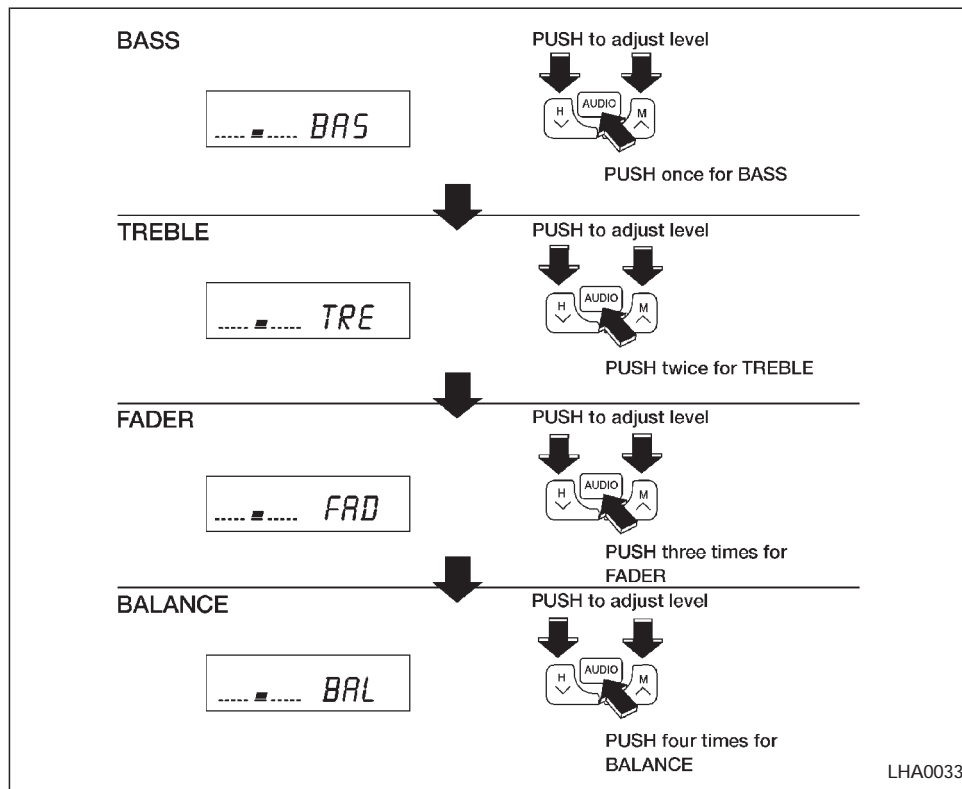 BASS
PUSH to adjust level
BAS
H AUDIO M
PUSH once for BASS
TREBLE
PUSH to adjust level
TRE
H AUDIO M
PUSH twice for TREBLE
FADER
PUSH to adjust level
FAD
H AUDIO M
PUSH three times for
FADER
BALANCE
PUSH to adjust level
BAL
H AUDIO M
PUSH four times for
BALANCE
LHA0033